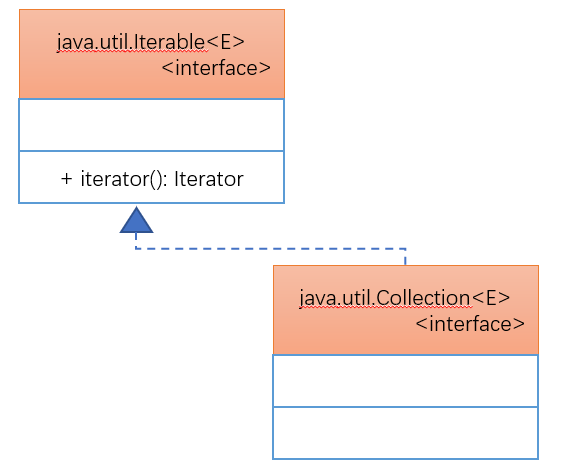 java.util.Iterable<E>
<interface>
+ iterator(): Iterator
java.util.Collection<E>
<interface>